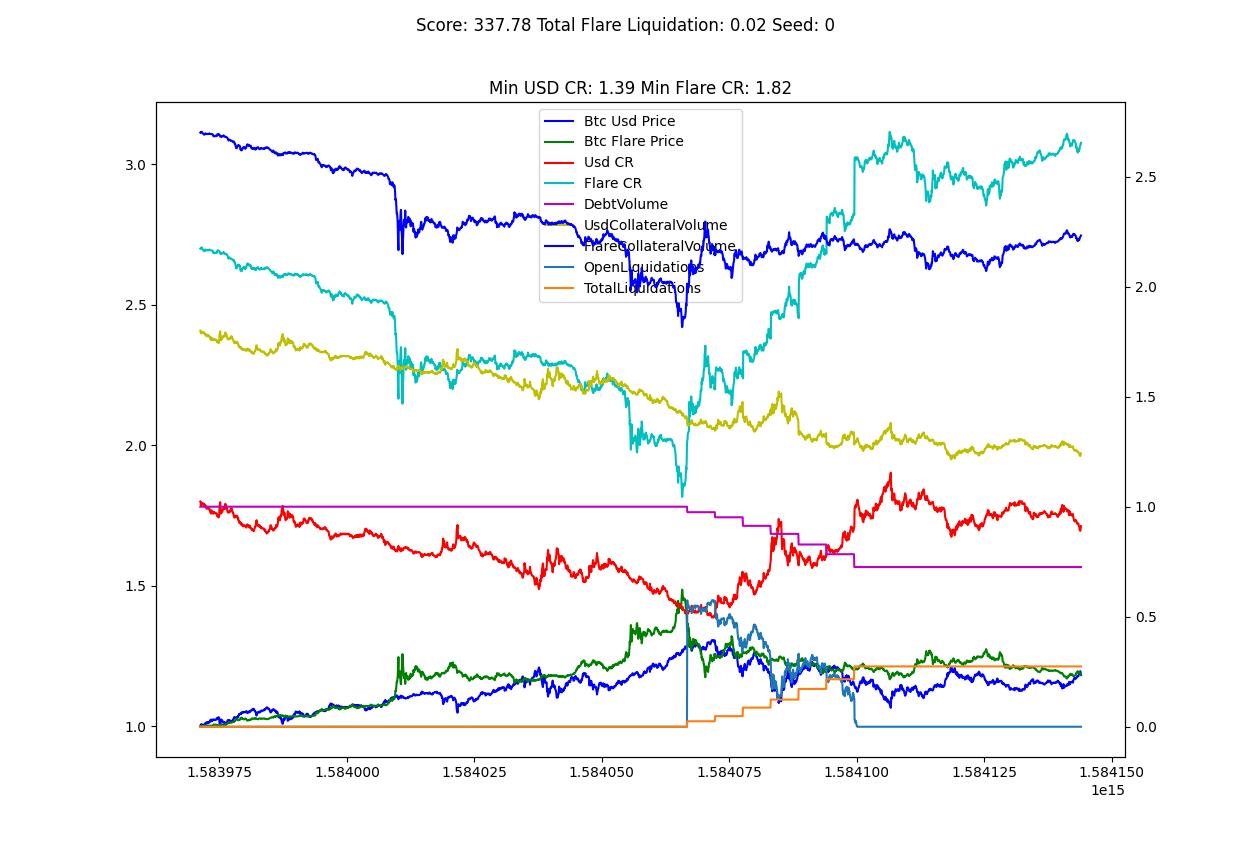 Score: 337.78 Total Flare Liquidation: 0.02 Seed: 0
Min USD CR: 1.39 Min Flare CR: 1.82
Btc Usd Price
Btc Flare Price
Usd CR
Flare CR
DebtVolume
UsdCollateralVolume
FlareCollateralVolume
OpenLiquidations
TotalLiquidations
3.0
2.5
2.0
1.5
1.0
2.5
2.0
1.5
1.0
0.5
0.0
1.583975 1.584000 1.584025 1.584050 1.584075 1.584100 1.584125 1.584150
1e15